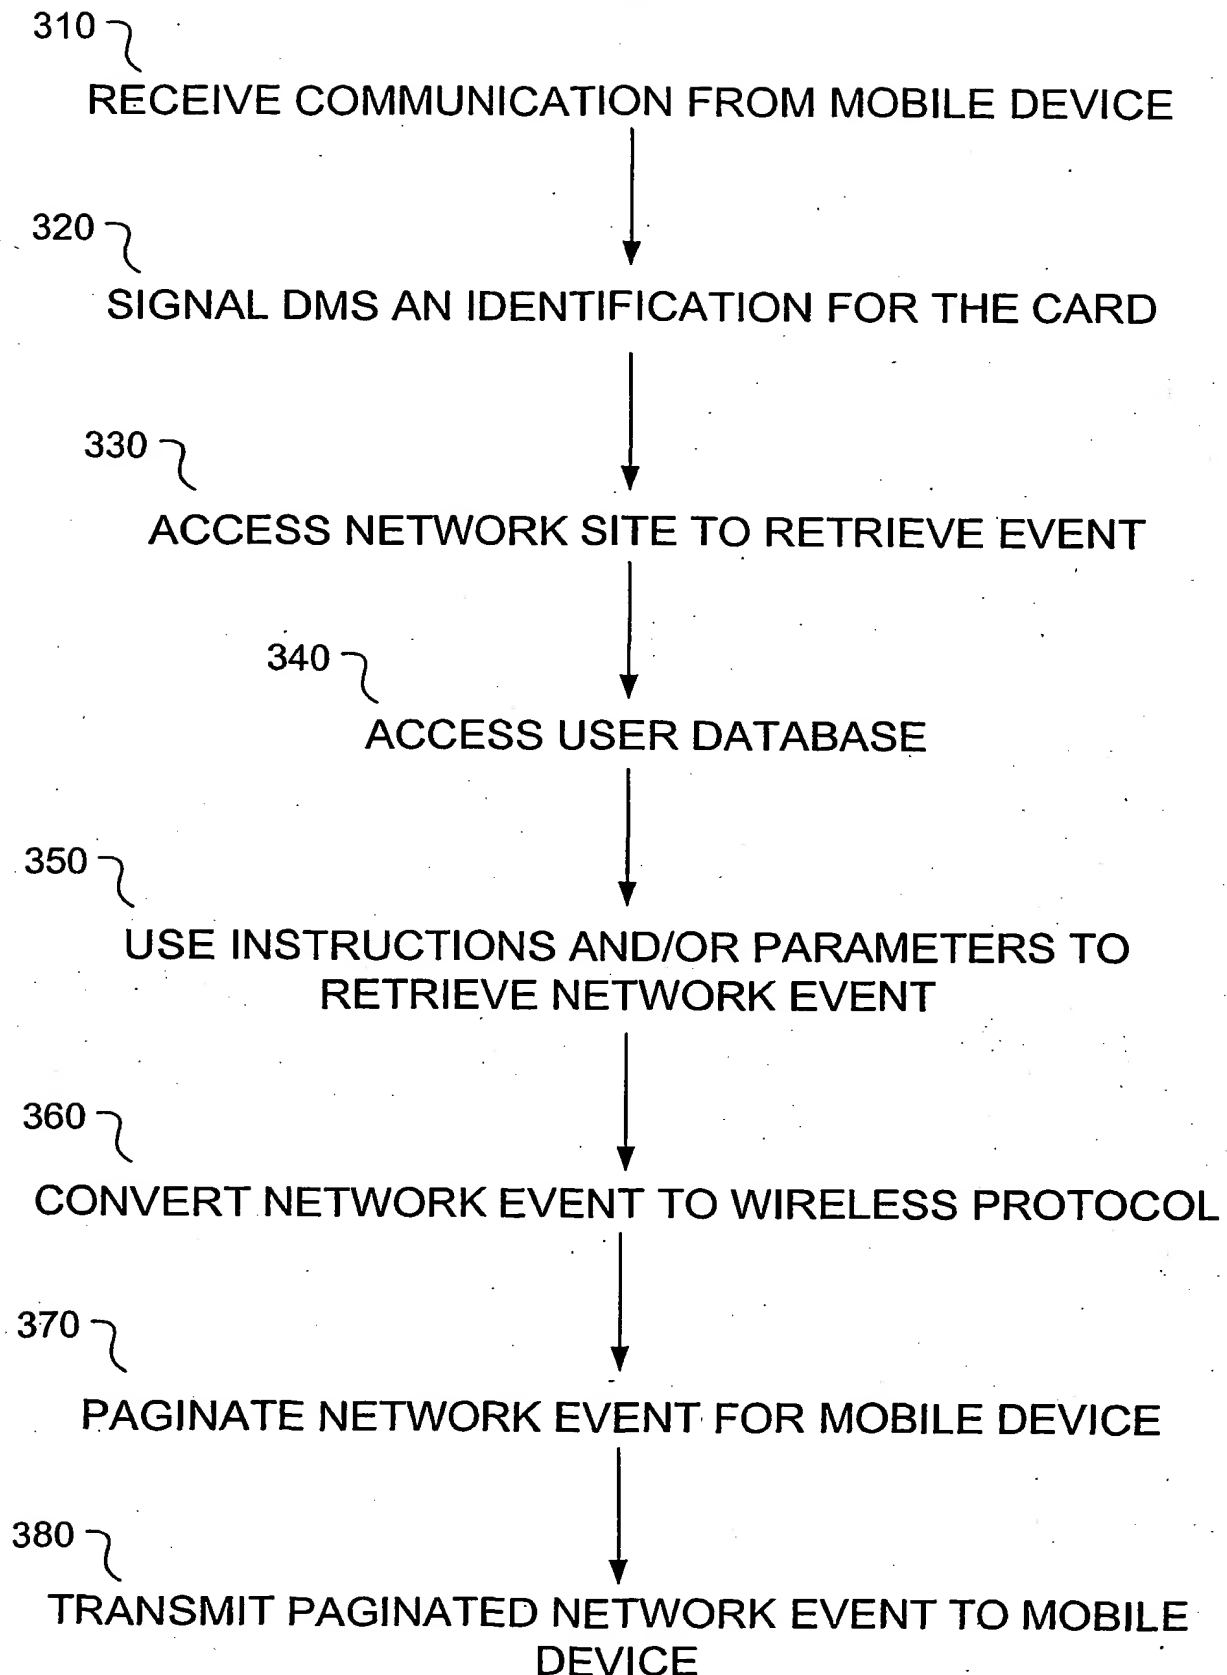 310
RECEIVE COMMUNICATION FROM MOBILE DEVICE
320
SIGNAL DMS AN IDENTIFICATION FOR THE CARD
330
ACCESS NETWORK SITE TO RETRIEVE EVENT
340
ACCESS USER DATABASE
350
USE INSTRUCTIONS AND/OR PARAMETERS TO
RETRIEVE NETWORK EVENT
360
CONVERT NETWORK EVENT TO WIRELESS PROTOCOL
370
PAGINATE NETWORK EVENT FOR MOBILE DEVICE
380
TRANSMIT PAGINATED NETWORK EVENT TO MOBILE
DEVICE